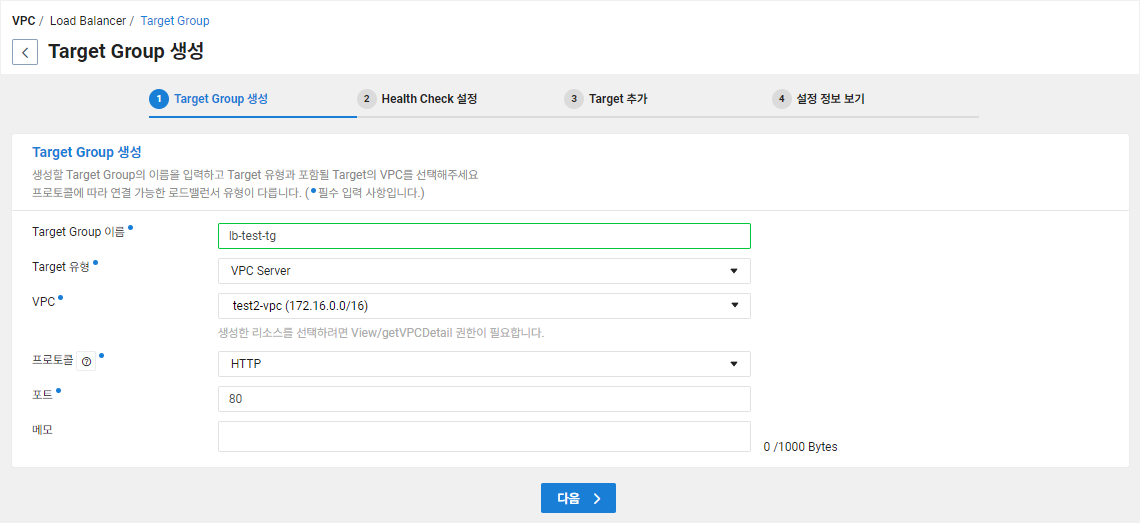 VPC / Load Balancer / Target Group
Target Group 생성
1 Target Group 생성
2 Health Check 설정
3 Target 추가
4 설정 정보 보기
Target Group 생성
생성할 Target Group의 이름을 입력하고 Target 유형과 포함될 Target의 VPC를 선택해주세요
프로토콜에 따라 연결 가능한 로드밸런서 유형이 다릅니다. (•필수 입력 사항입니다.)
Target Group 이름•
lb-test-tg
Target 유형•
VPC Server
VPC•
test2-vpc (172.16.0.0/16)
생성한 리소스를 선택하려면 View/getVPCDetail 권한이 필요합니다.
프로토콜 ?•
HTTP
포트•
80
메모
0 /1000 Bytes
다음 >